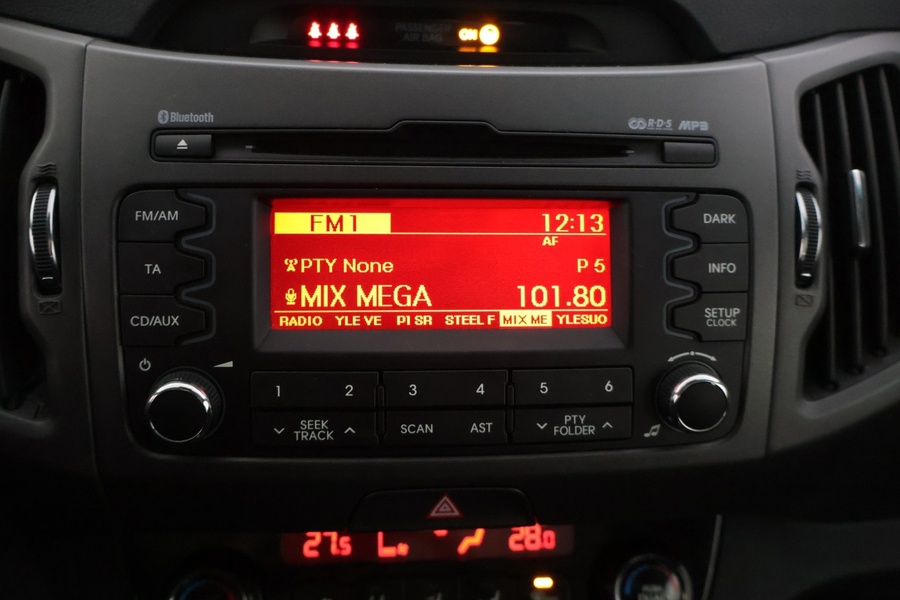 PASSENGER AIR BAG ON
Bluetooth
R·D·S MP3
FM/AM
TA
CD/AUX
FM1 12:13
AF
PTY None P 5
MIX MEGA 101.80
RADIO YLE VE P1 SR STEEL F MIX ME YLESUO
DARK
INFO
SETUP
CLOCK
1 2 3 4 5 6
SEEK
TRACK
SCAN AST
PTY
FOLDER
27.5 28.0